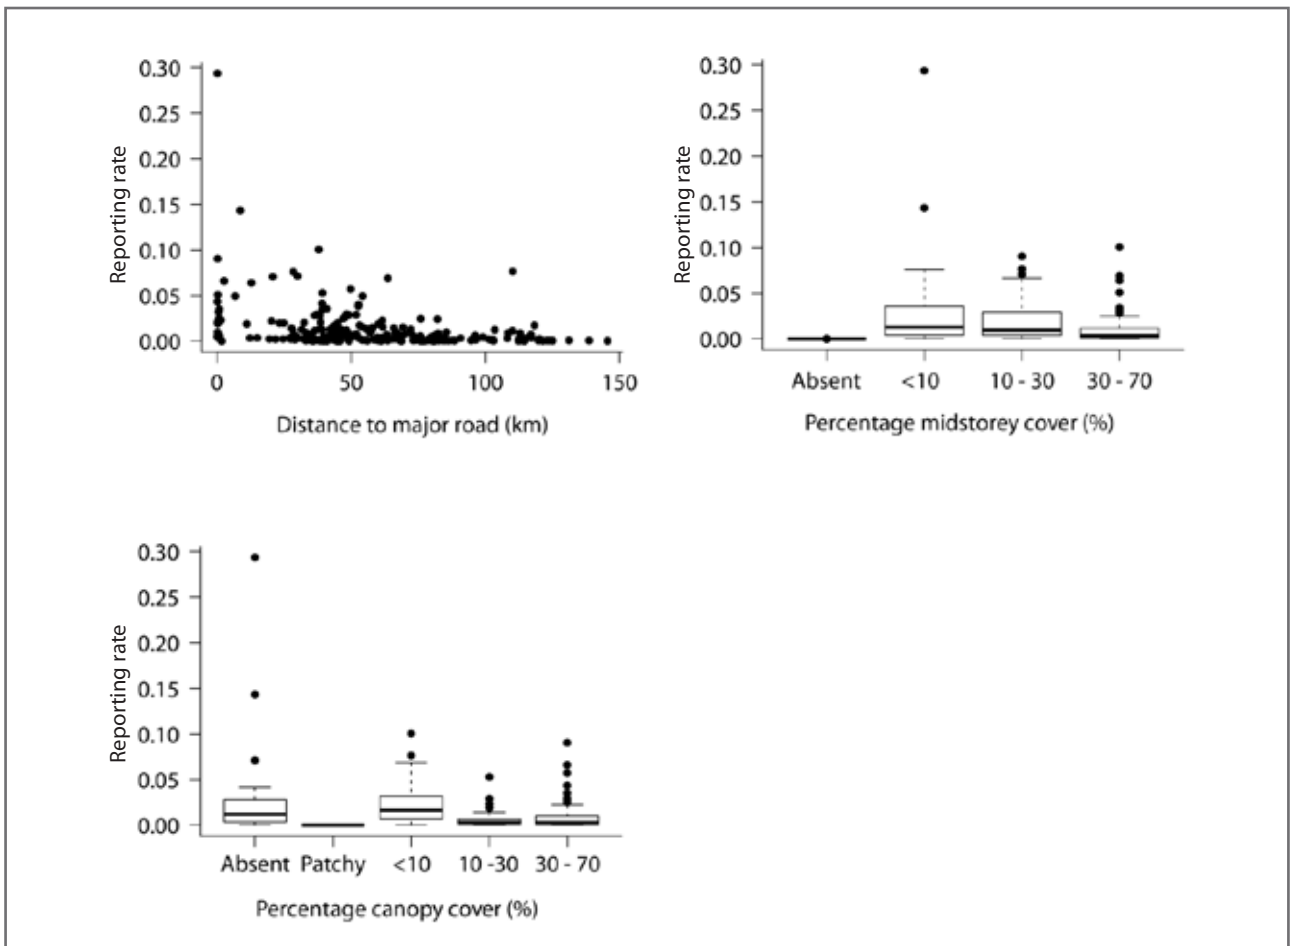 0.30
0.25
0.20
0.15
0.10
0.05
0.00
Reporting rate
0 50 100 150
Distance to major road (km)
0.30
0.25
0.20
0.15
0.10
0.05
0.00
Reporting rate
Absent <10 10 - 30 30 - 70
Percentage midstorey cover (%)
0.30
0.25
0.20
0.15
0.10
0.05
0.00
Reporting rate
Absent Patchy <10 10 -30 30 - 70
Percentage canopy cover (%)